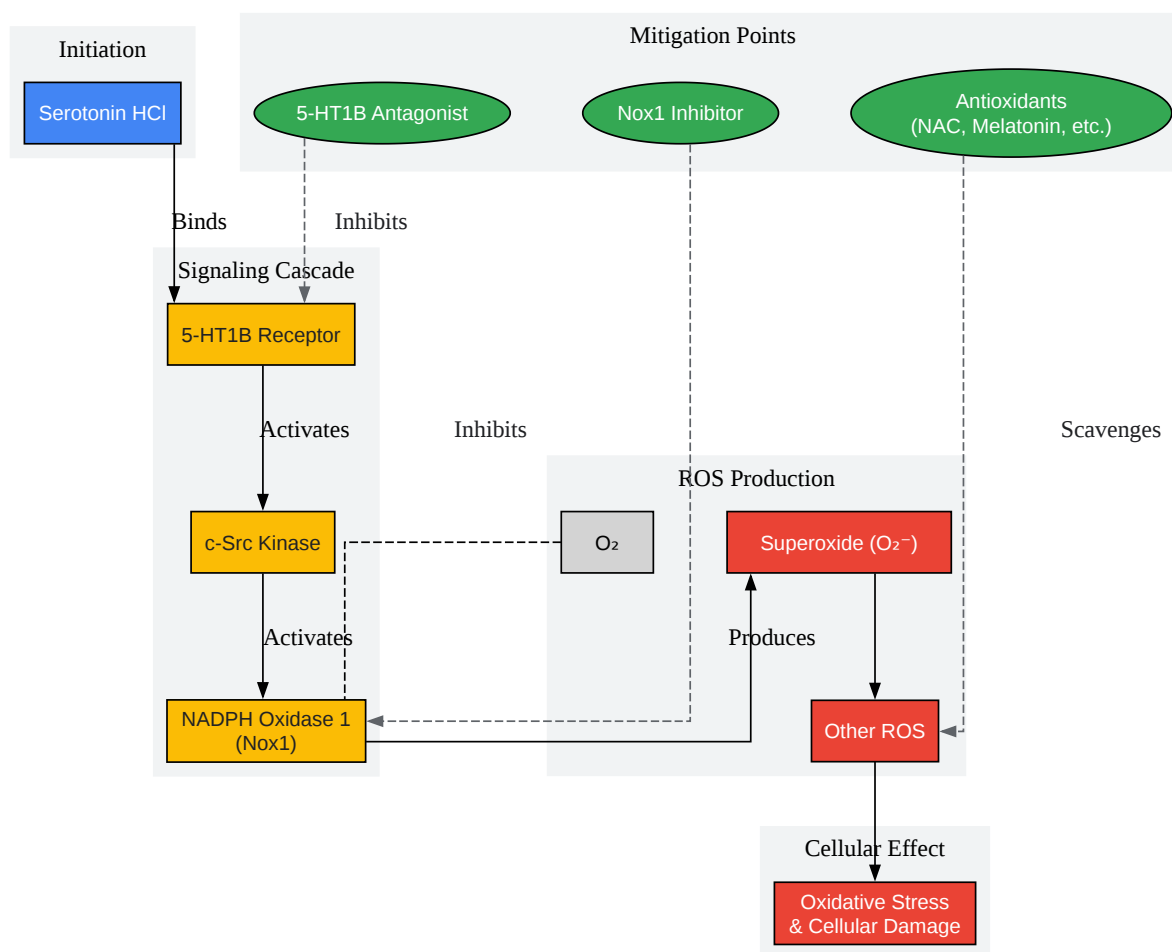 Initiation
Mitigation Points
Serotonin HCl
5-HT1B Antagonist
Nox1 Inhibitor
Antioxidants
(NAC, Melatonin, etc.)
Binds
Inhibits
Signaling Cascade
5-HT1B Receptor
Activates
Inhibits
Scavenges
ROS Production
c-Src Kinase
O₂
Superoxide (O₂⁻)
Activates
Produces
NADPH Oxidase 1
(Nox1)
Other ROS
Cellular Effect
Oxidative Stress
& Cellular Damage